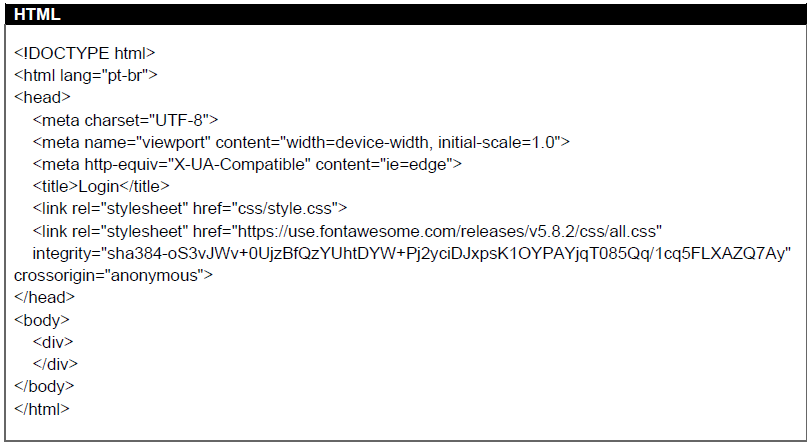 HTML
<!DOCTYPE html>
<html lang="pt-br">
<head>
<meta charset="UTF-8">
<meta name="viewport" content="width=device-width, initial-scale=1.0">
<meta http-equiv="X-UA-Compatible" content="ie=edge">
<title>Login</title>
<link rel="stylesheet" href="css/style.css">
<link rel="stylesheet" href="https://use.fontawesome.com/releases/v5.8.2/css/all.css"
integrity="sha384-oS3vJWv+0UjzBfQzYUhtDYW+Pj2yciDJxpsK1OYPAYjqT085Qq/1cq5FLXAZQ7Ay"
crossorigin="anonymous">
</head>
<body>
<div>
</div>
</body>
</html>